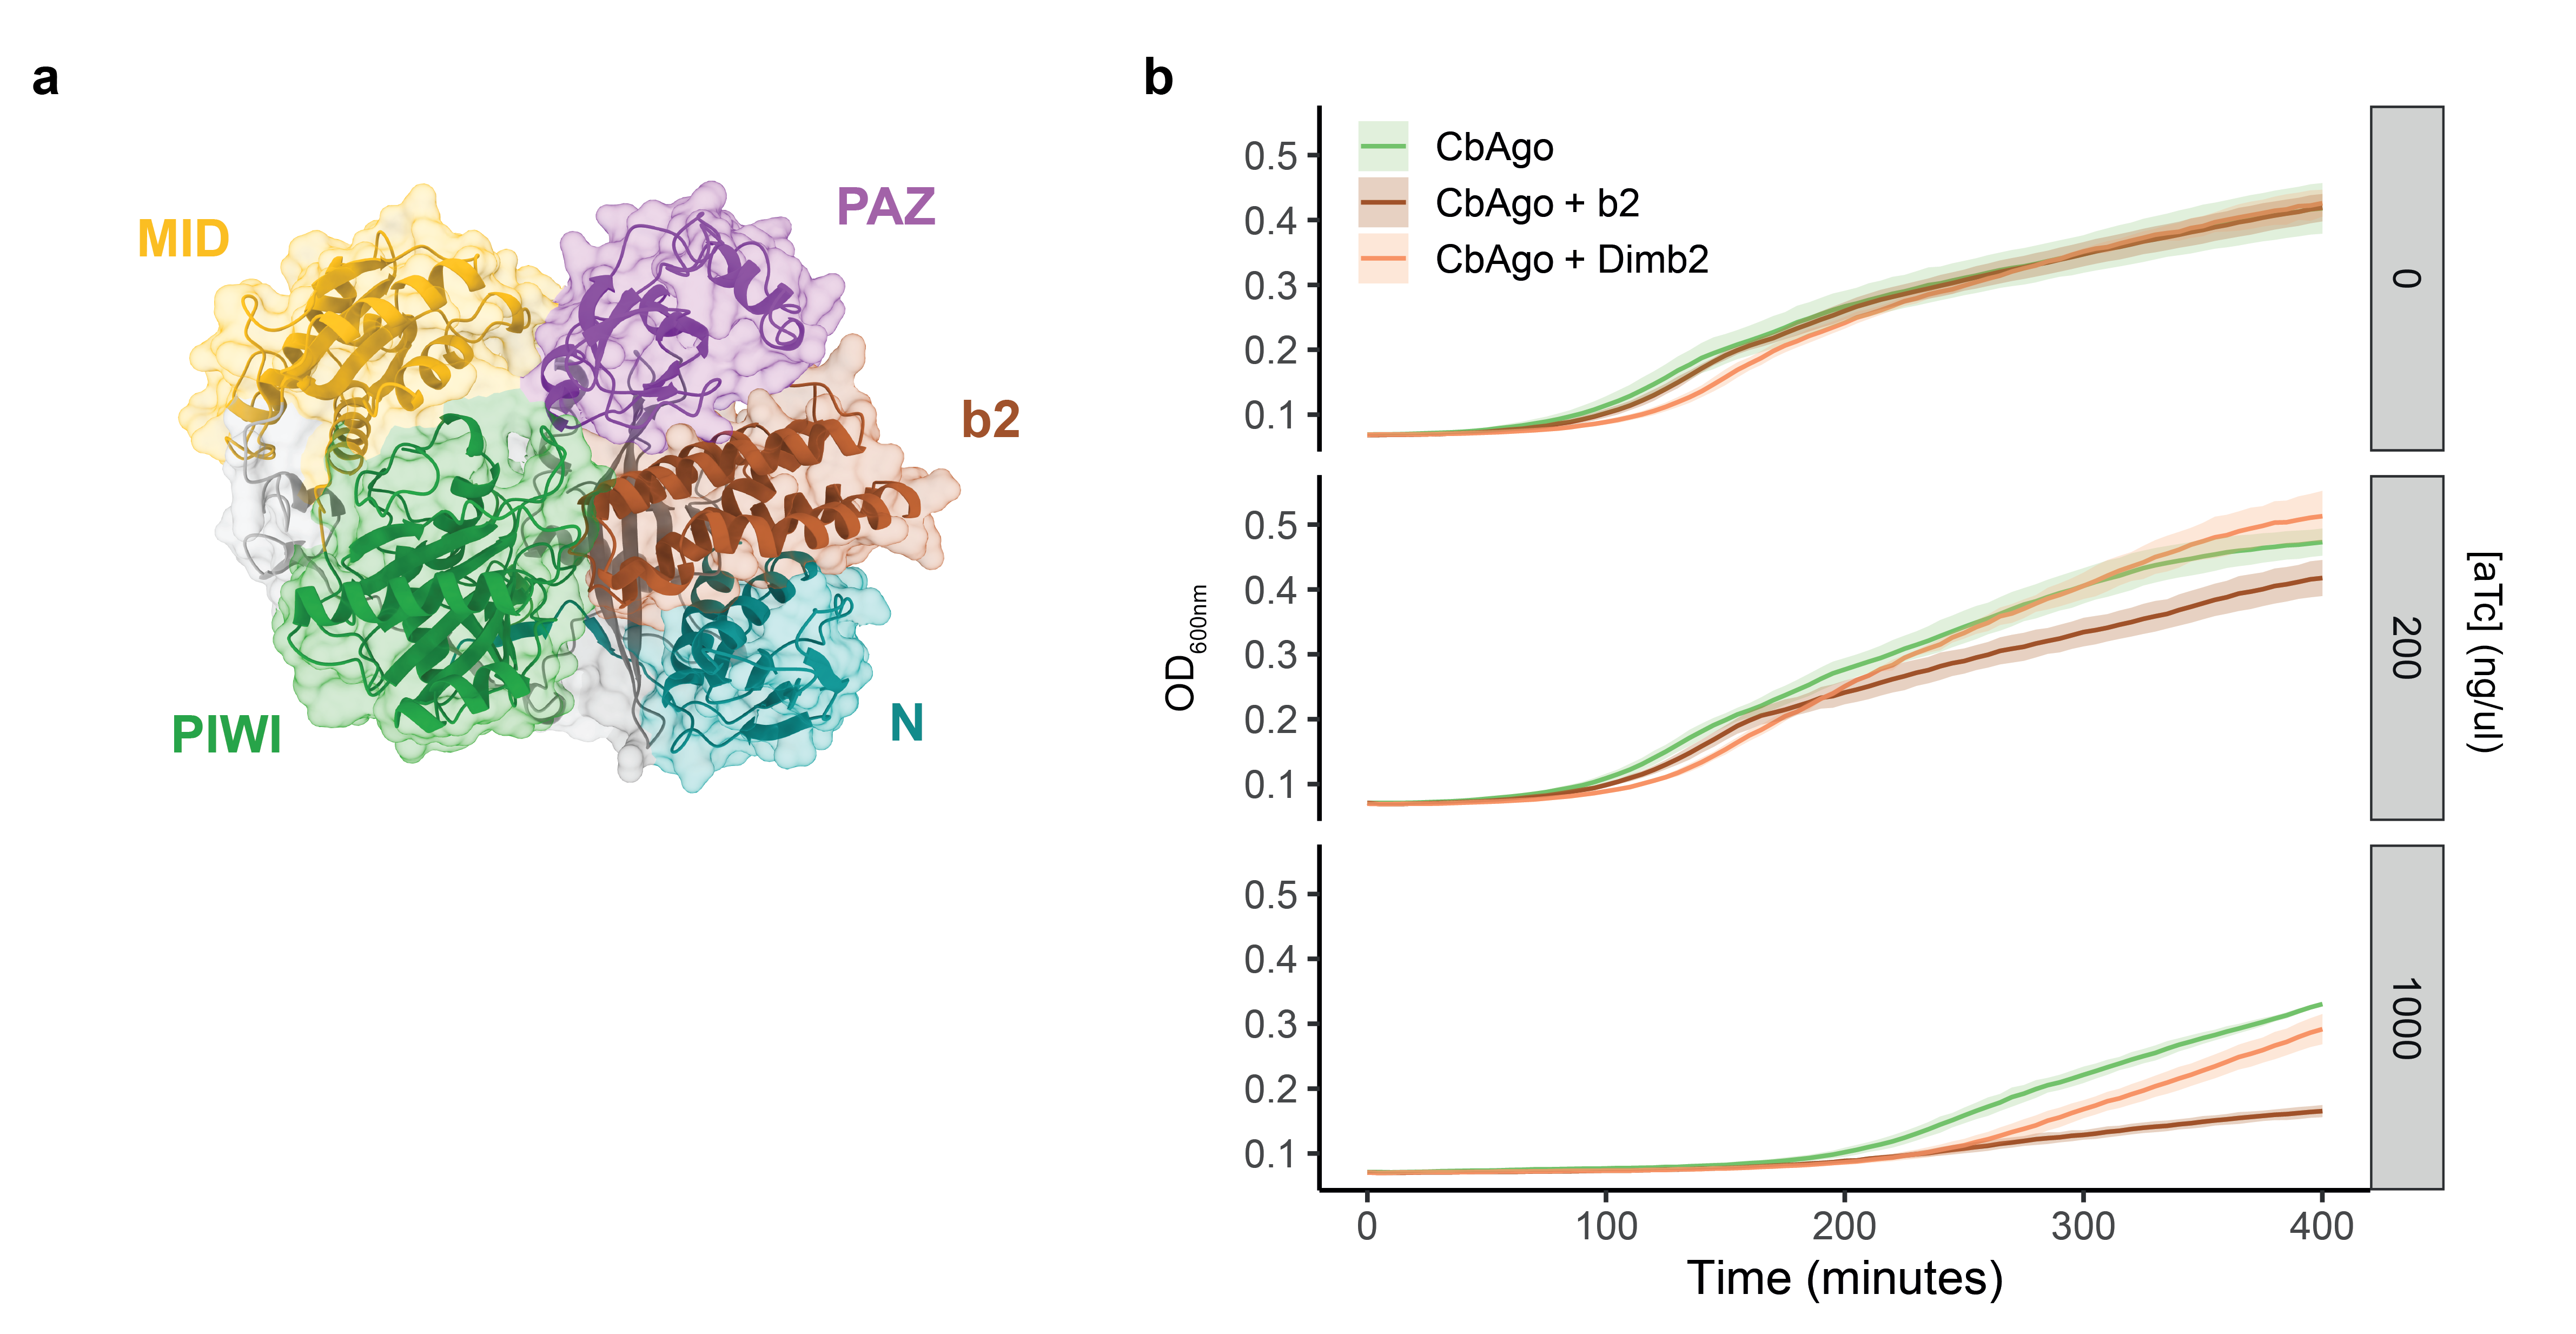 a
MID
PAZ
b2
PIWI
N
b
CbAgo
CbAgo + b2
CbAgo + Dimb2
0.5
0.4
0.3
0.2
0.1
0
0.5
0.4
0.3
0.2
0.1
200
0.5
0.4
0.3
0.2
0.1
1000
OD600nm
[aTc] (ng/ul)
0 100 200 300 400
Time (minutes)